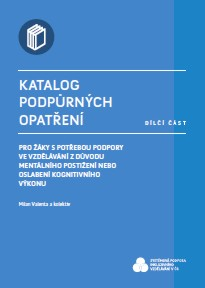 KATALOG
PODPŮRNÝCH
OPATŘENÍ
DÍLČÍ ČÁST
PRO ŽÁKY S POTŘEBOU PODPORY
VE VZDĚLÁVÁNÍ Z DŮVODU
MENTÁLNÍHO POSTIŽENÍ NEBO
OSLABENÍ KOGNITIVNÍHO
VÝKONU
Milan Valenta a kolektiv
SYSTÉMOVÁ PODPORA
INKLUZIVNÍHO
VZDĚLÁVÁNÍ V ČR